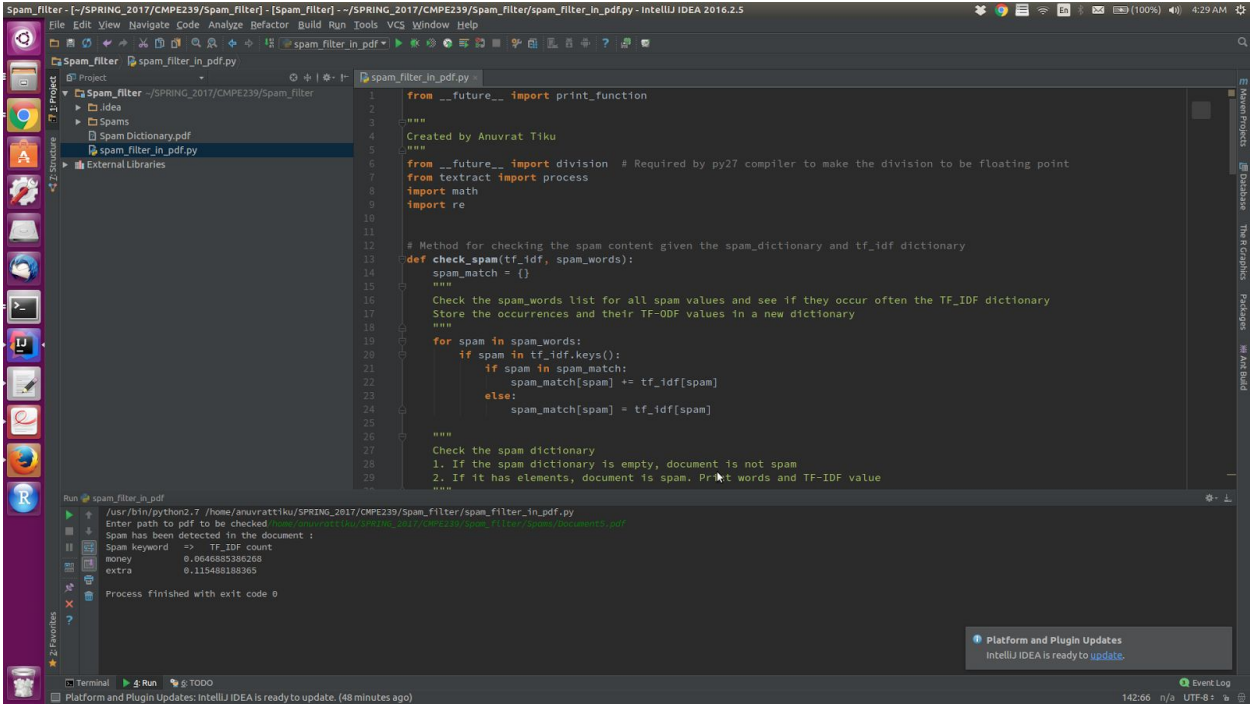 Spam_filter - [~/SPRING_2017/CMPE239/Spam_filter] - [Spam_filter] - ~/SPRING_2017/CMPE239/Spam_filter/spam_filter_in_pdf.py - IntelliJ IDEA 2016.2.5
En
(100%)
4:29 AM
File Edit View Navigate Code Analyze Refactor Build Run Tools VCS Window Help
spam_filter_in_pdf
Spam_filter spam_filter_in_pdf.py
Project
spam_filter_in_pdf.py
Spam_filter ~/SPRING_2017/CMPE239/Spam_filter
.idea
Spams
Spam Dictionary.pdf
spam_filter_in_pdf.py
External Libraries
1: Project
7: Structure
2: Favorites
1 from __future__ import print_function
2
3 """
4 Created by Anuvrat Tiku
5 """
6 from __future__ import division  # Required by py27 compiler to make the division to be floating point
7 from textract import process
8 import math
9 import re
10
11
12 # Method for checking the spam content given the spam_dictionary and tf_idf dictionary
13 def check_spam(tf_idf, spam_words):
14     spam_match = {}
15     """
16     Check the spam_words list for all spam values and see if they occur often the TF_IDF dictionary
17     Store the occurrences and their TF-ODF values in a new dictionary
18     """
19     for spam in spam_words:
20         if spam in tf_idf.keys():
21             if spam in spam_match:
22                 spam_match[spam] += tf_idf[spam]
23             else:
24                 spam_match[spam] = tf_idf[spam]
25
26     """
27     Check the spam dictionary
28     1. If the spam dictionary is empty, document is not spam
29     2. If it has elements, document is spam. Print words and TF-IDF value
"""
Maven Projects
Database
The R Graphics
Packages
Ant Build
Run spam_filter_in_pdf
/usr/bin/python2.7 /home/anuvrattiku/SPRING_2017/CMPE239/Spam_filter/spam_filter_in_pdf.py
Enter path to pdf to be checked/home/anuvrattiku/SPRING_2017/CMPE239/Spam_filter/Spams/Document5.pdf
Spam has been detected in the document :
Spam keyword => TF_IDF count
money 0.0646885386268
extra 0.115488188365
Process finished with exit code 0
Platform and Plugin Updates
IntelliJ IDEA is ready to update.
Terminal 4: Run 6: TODO
Event Log
Platform and Plugin Updates: IntelliJ IDEA is ready to update. (48 minutes ago)
142:66 n/a UTF-8